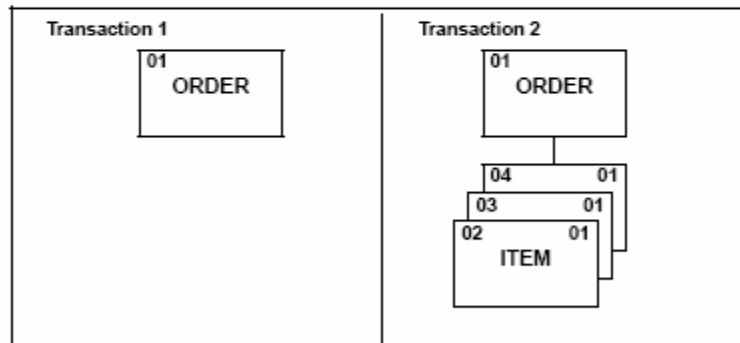 Transaction 1
01
ORDER
Transaction 2
01
ORDER
04 01
03 01
02 01
ITEM